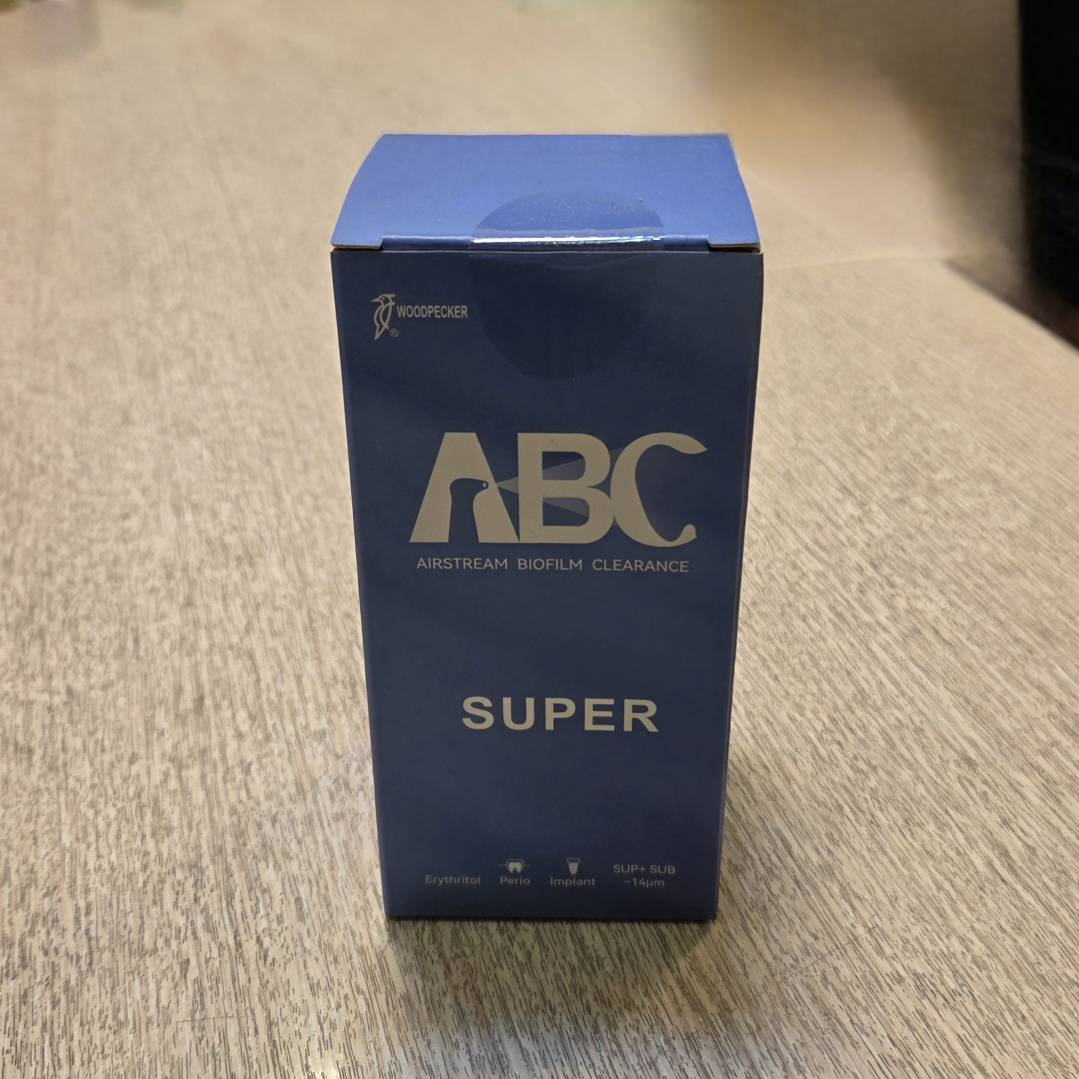 WOODPECKER
®
ABC
AIRSTREAM BIOFILM CLEARANCE
SUPER
Erythritol Perio Implant SUP+ SUB
~14µm